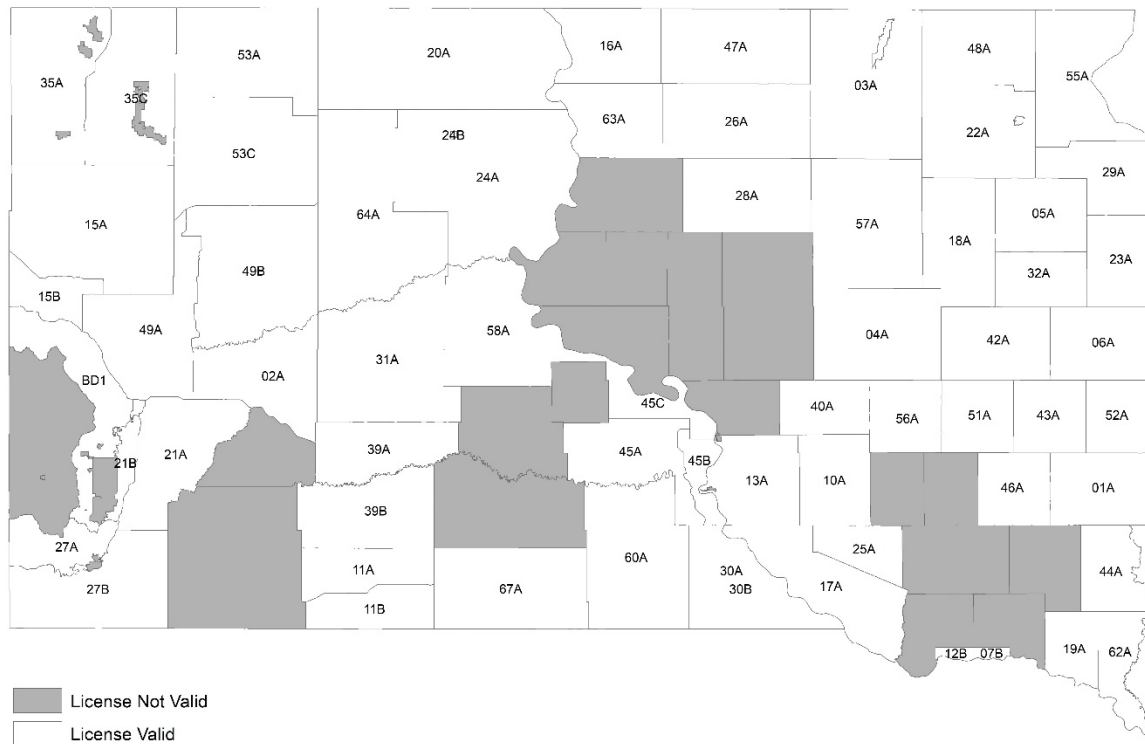 16A
47A
48A
53A
20A
55A
35A
03A
35C
63A
26A
24B
22A
53C
29A
24A
28A
64A
05A
15A
57A
18A
23A
49B
32A
15B
49A
58A
04A
42A
06A
31A
02A
BD1
45C
40A
56A
51A
43A
52A
39A
45A
21A
21B
45B
13A
10A
46A
01A
39B
27A
25A
60A
11A
30A
44A
27B
67A
30B
17A
11B
19A
62A
12B
07B
License Not Valid
License Valid